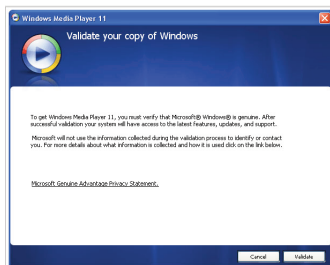 Windows Media Player 11
Validate your copy of Windows
To get Windows Media Player 11, you must verify that Microsoft® Windows® is genuine. After
successful validation your system will have access to the latest features, updates, and support.
Microsoft will not use the information collected during the validation process to identify or contact
you. For more details about what information is collected and how it is used click on the link below.
Microsoft Genuine Advantage Privacy Statement.
Cancel Validate